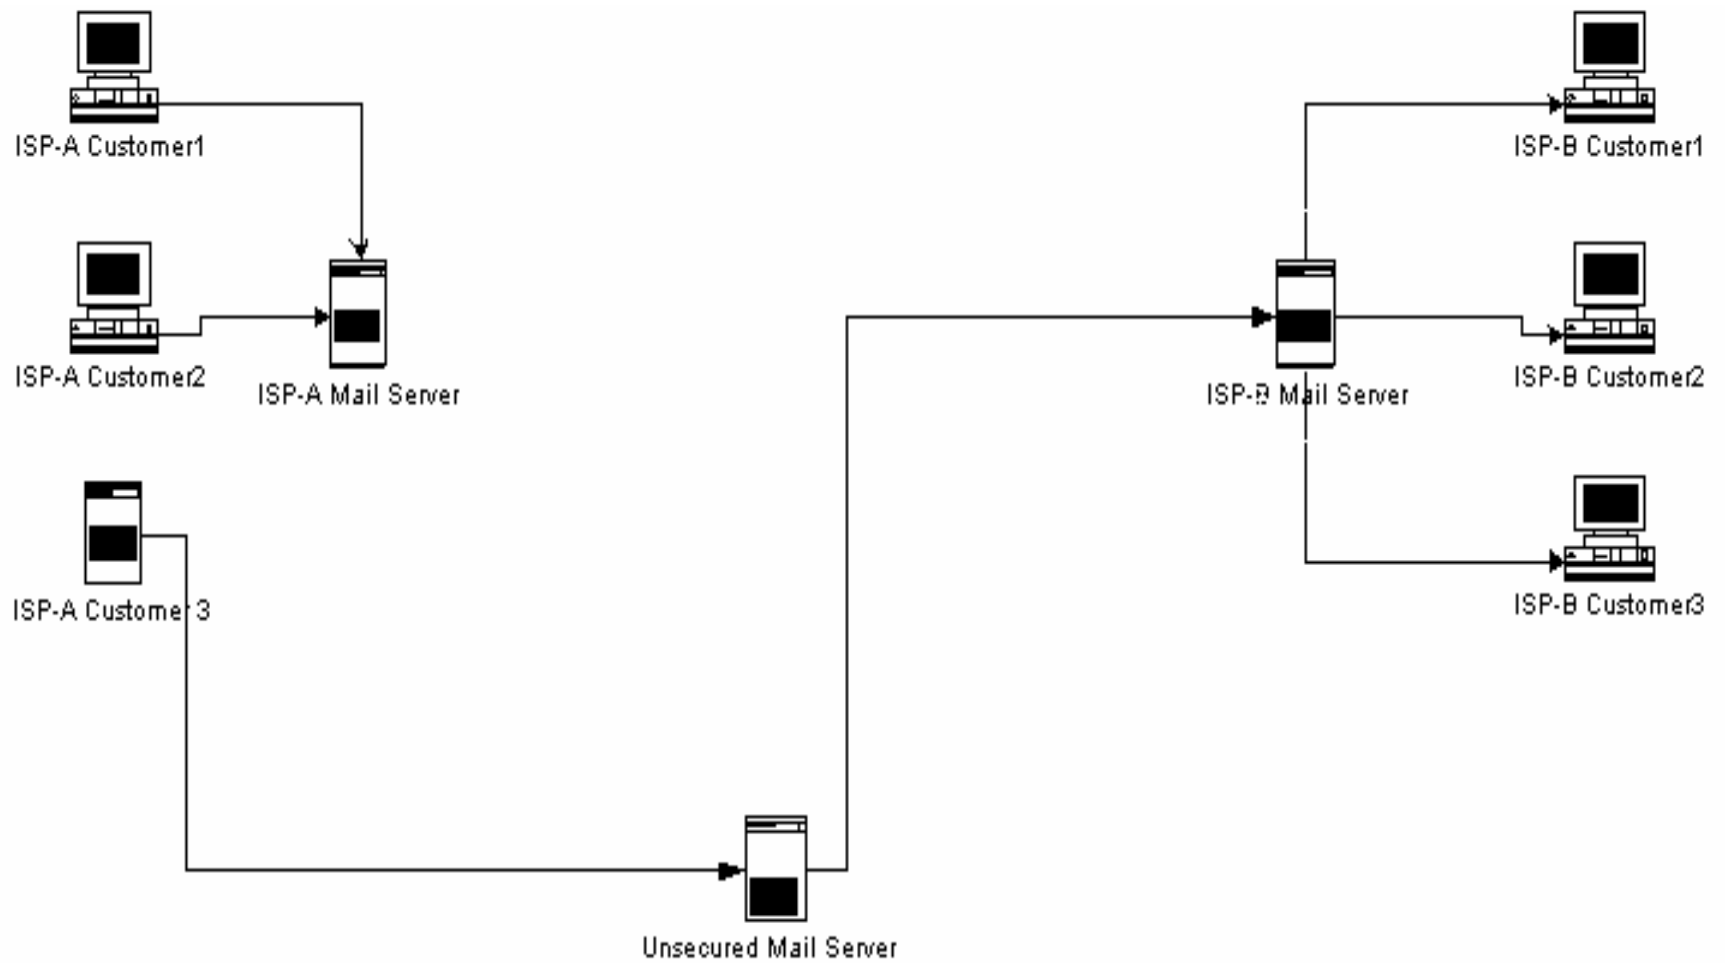 ISP-A Customer1
ISP-B Customer1
ISP-A Customer2
ISP-B Customer2
ISP-A Mail Server
ISP-B Mail Server
ISP-A Customer 3
ISP-B Customer3
Unsecured Mail Server